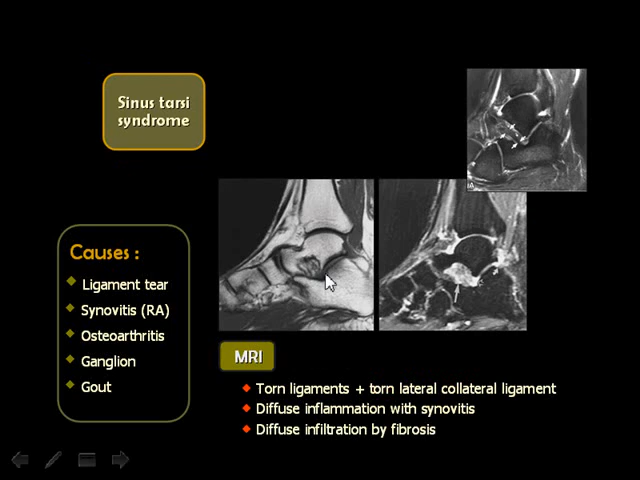 Sinus tarsi
syndrome
Causes :
Ligament tear
Synovitis (RA)
Osteoarthritis
Ganglion
Gout
MRI
Torn ligaments + torn lateral collateral ligament
Diffuse inflammation with synovitis
Diffuse infiltration by fibrosis